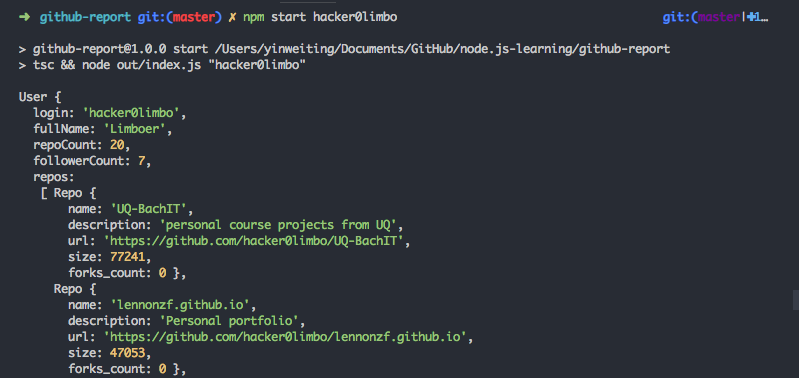 ➜ github-report git:(master) ✗ npm start hacker0limbo git:(master|✚1…
> github-report@1.0.0 start /Users/yinweiting/Documents/GitHub/node.js-learning/github-report
> tsc && node out/index.js "hacker0limbo"
User {
login: 'hacker0limbo',
fullName: 'Limboer',
repoCount: 20,
followerCount: 7,
repos:
[ Repo {
name: 'UQ-BachIT',
description: 'personal course projects from UQ',
url: 'https://github.com/hacker0limbo/UQ-BachIT',
size: 77241,
forks_count: 0 },
Repo {
name: 'lennonzf.github.io',
description: 'Personal portfolio',
url: 'https://github.com/hacker0limbo/lennonzf.github.io',
size: 47053,
forks_count: 0 },